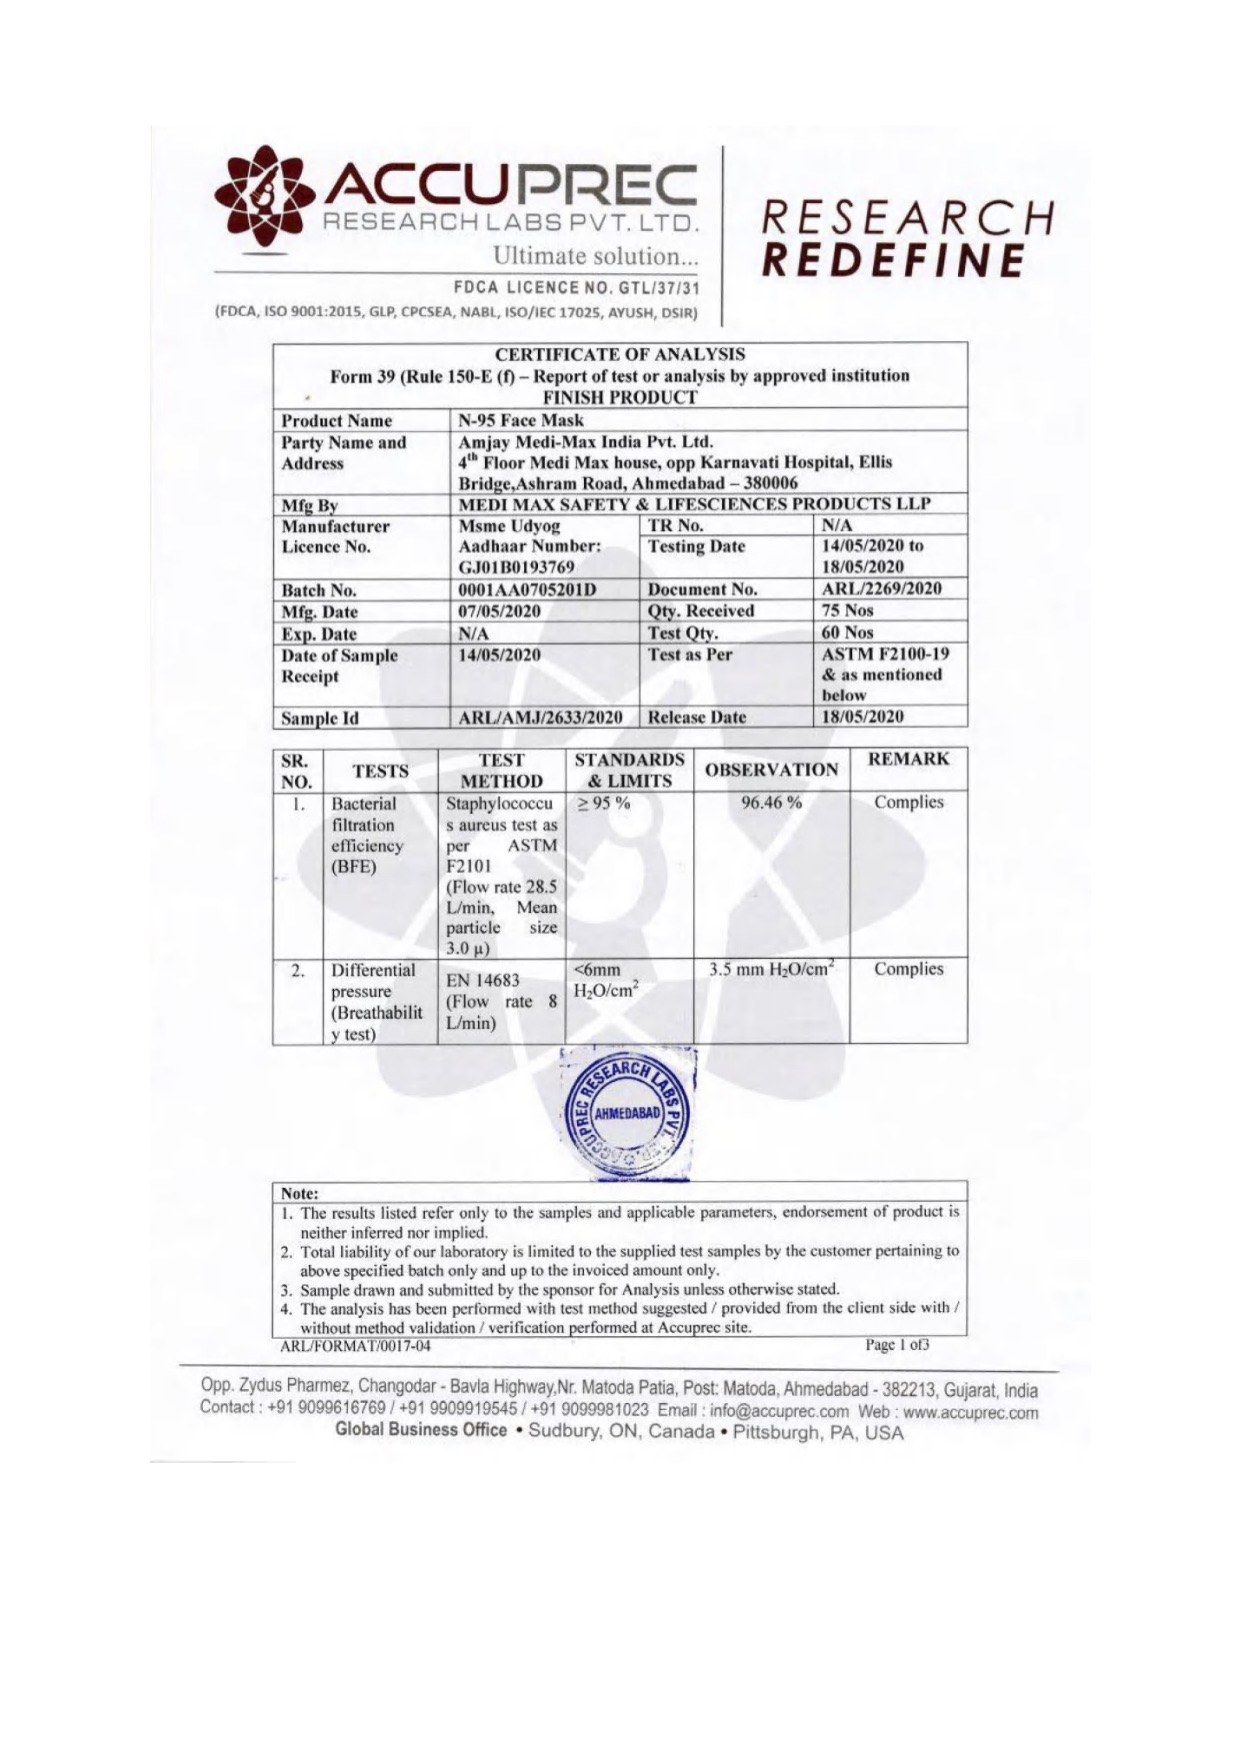 ACCUPREC
RESEARCH LABS PVT. LTD.
Ultimate solution...
FDCA LICENCE NO. GTL/37/31
(FDCA, ISO 9001:2015, GLP, CPCSEA, NABL, ISO/IEC 17025, AYUSH, DSIR)
RESEARCH
REDEFINE
CERTIFICATE OF ANALYSIS
Form 39 (Rule 150-E (f) – Report of test or analysis by approved institution
FINISH PRODUCT
Product Name N-95 Face Mask
Party Name and Amjay Medi-Max India Pvt. Ltd.
Address 4th Floor Medi Max house, opp Karnavati Hospital, Ellis
Bridge,Ashram Road, Ahmedabad – 380006
Mfg By MEDI MAX SAFETY & LIFESCIENCES PRODUCTS LLP
Manufacturer Msme Udyog TR No. N/A
Licence No. Aadhaar Number: Testing Date 14/05/2020 to
GJ01B0193769 18/05/2020
Batch No. 0001AA0705201D Document No. ARL/2269/2020
Mfg. Date 07/05/2020 Qty. Received 75 Nos
Exp. Date N/A Test Qty. 60 Nos
Date of Sample 14/05/2020 Test as Per ASTM F2100-19
Receipt & as mentioned
below
Sample Id ARL/AMJ/2633/2020 Release Date 18/05/2020
SR. TESTS TEST STANDARDS OBSERVATION REMARK
NO. METHOD & LIMITS
1. Bacterial Staphylococcu ≥ 95 % 96.46 % Complies
filtration s aureus test as
efficiency per ASTM
(BFE) F2101
(Flow rate 28.5
L/min, Mean
particle size
3.0 µ)
2. Differential EN 14683 <6mm 3.5 mm H2O/cm2 Complies
pressure (Flow rate 8 H2O/cm2
(Breathabilit L/min)
y test)
ACCUPREC RESEARCH LABS PVT.
AHMEDABAD
Note:
1. The results listed refer only to the samples and applicable parameters, endorsement of product is
neither inferred nor implied.
2. Total liability of our laboratory is limited to the supplied test samples by the customer pertaining to
above specified batch only and up to the invoiced amount only.
3. Sample drawn and submitted by the sponsor for Analysis unless otherwise stated.
4. The analysis has been performed with test method suggested / provided from the client side with /
without method validation / verification performed at Accuprec site.
ARL/FORMAT/0017-04 Page 1 of3
Opp. Zydus Pharmez, Changodar - Bavla Highway,Nr. Matoda Patia, Post: Matoda, Ahmedabad - 382213, Gujarat, India
Contact : +91 9099616769 / +91 9909919545 / +91 9099981023 Email : info@accuprec.com Web : www.accuprec.com
Global Business Office • Sudbury, ON, Canada • Pittsburgh, PA, USA